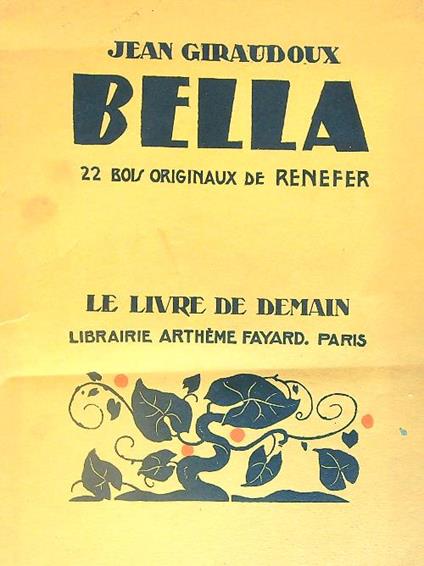 JEAN GIRAUDOUX
BELLA
22 BOIS ORIGINAUX DE RENEFER
LE LIVRE DE DEMAIN
LIBRAIRIE ARTHÈME FAYARD. PARIS